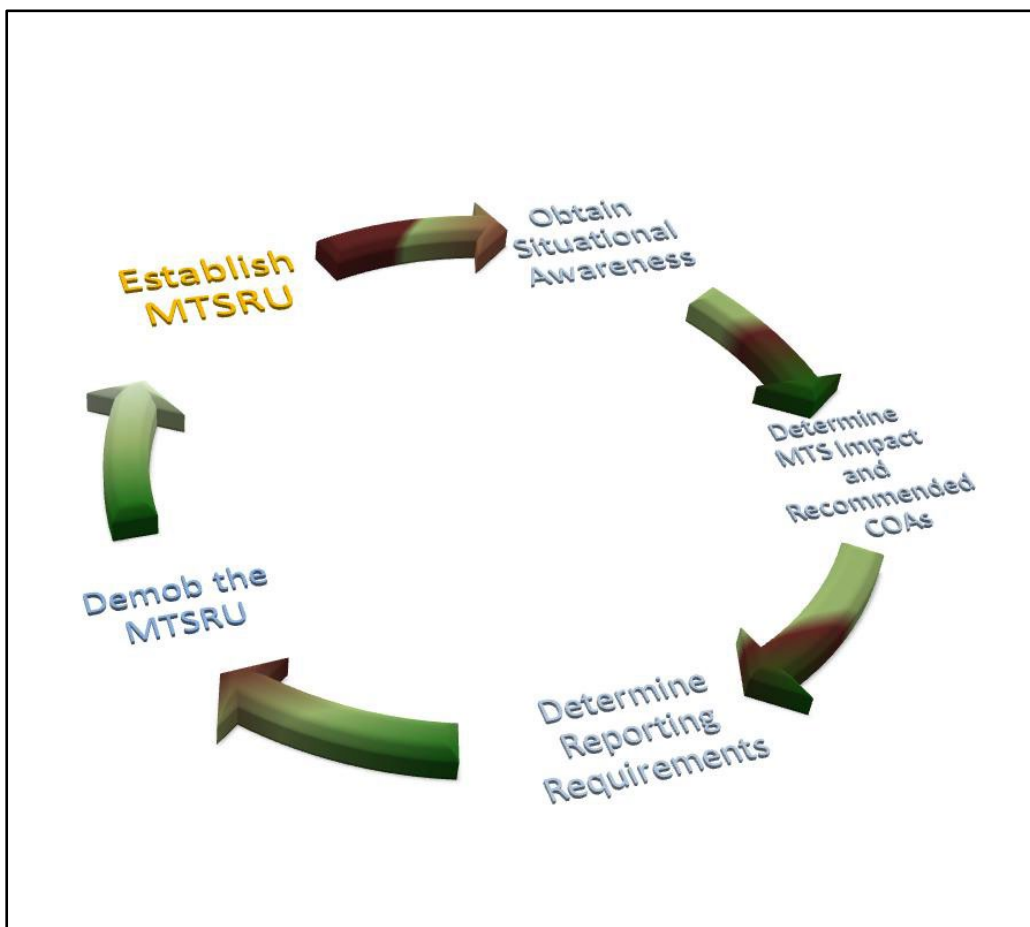 Establish
MTSRU
Obtain
Situational
Awareness
Determine
MTS Impact
and
Recommended
COAs
Determine
Reporting
Requirements
Demob the
MTSRU